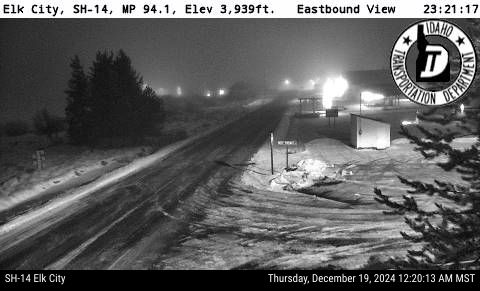 Elk City, SH-14, MP 94.1, Elev 3,939ft. Eastbound View 23:21:17
IDAHO
TRANSPORTATION DEPARTMENT
SH-14 Elk City Thursday, December 19, 2024 12:20:13 AM MST